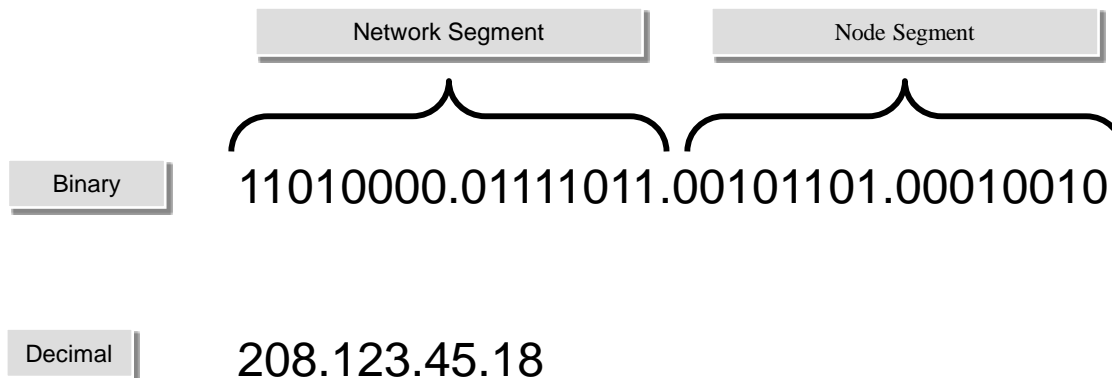 Network Segment
Node Segment
Binary
11010000.01111011.00101101.00010010
Decimal
208.123.45.18